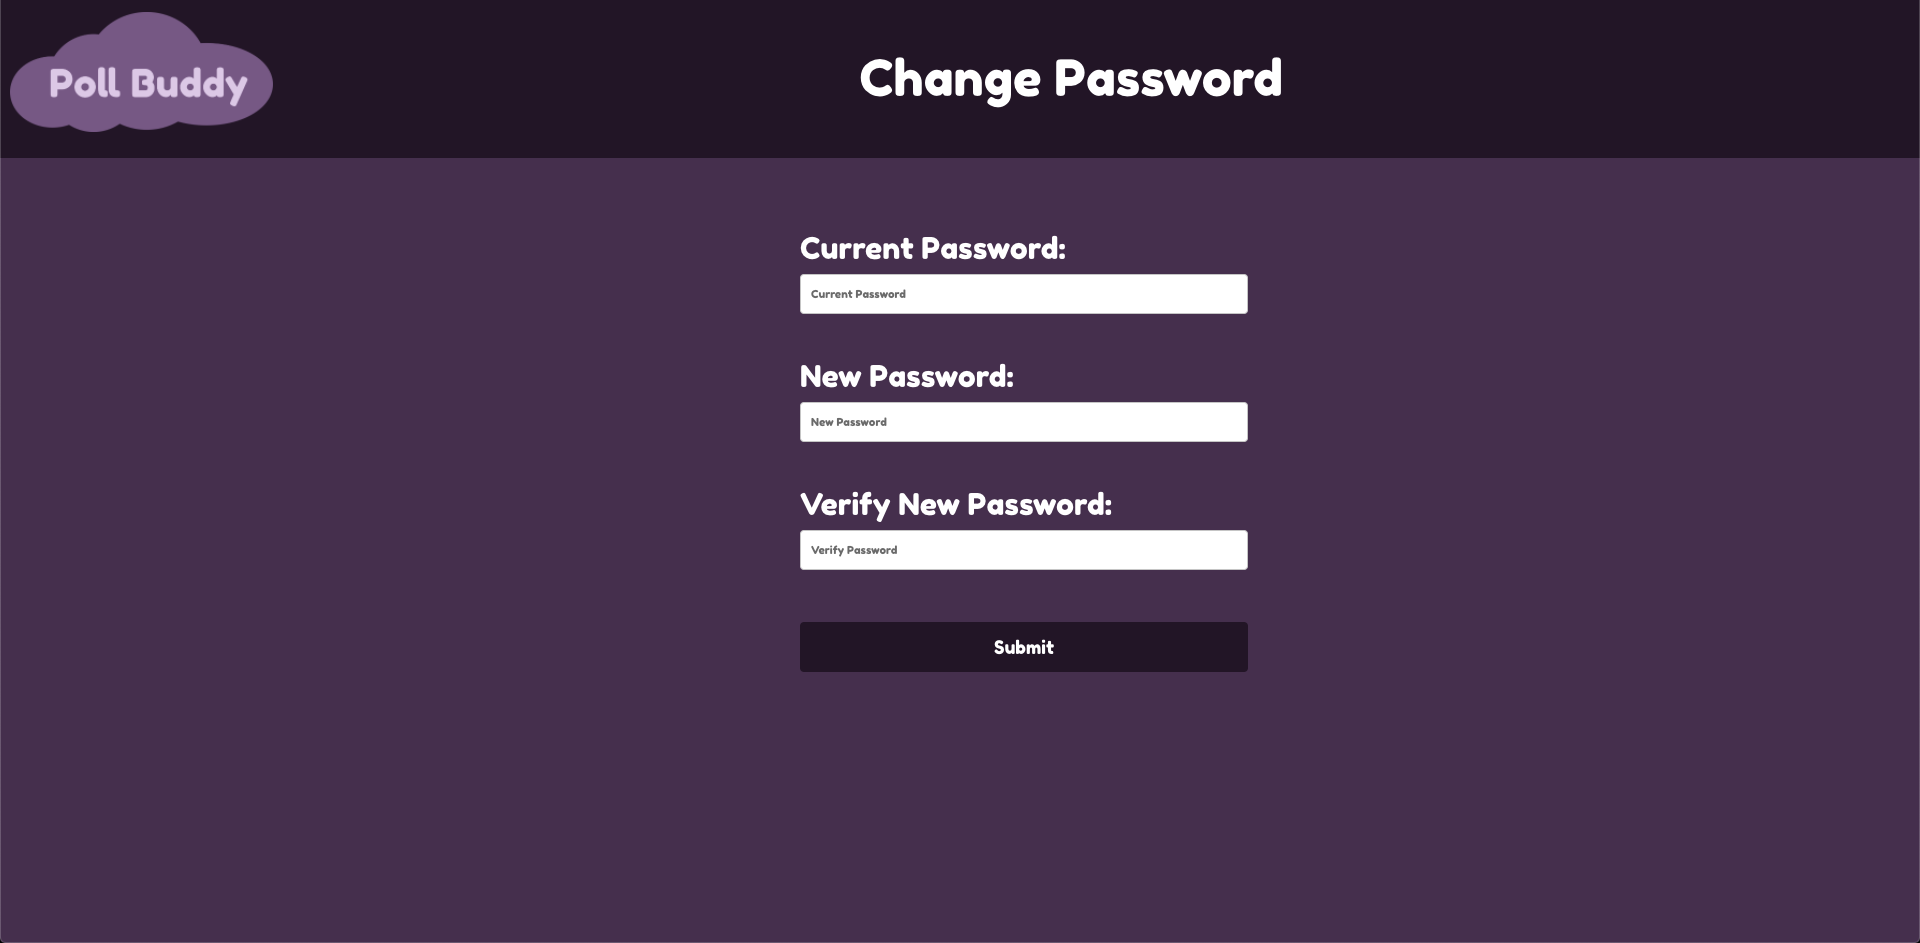 Poll Buddy
Change Password
Current Password:
Current Password
New Password:
New Password
Verify New Password:
Verify Password
Submit